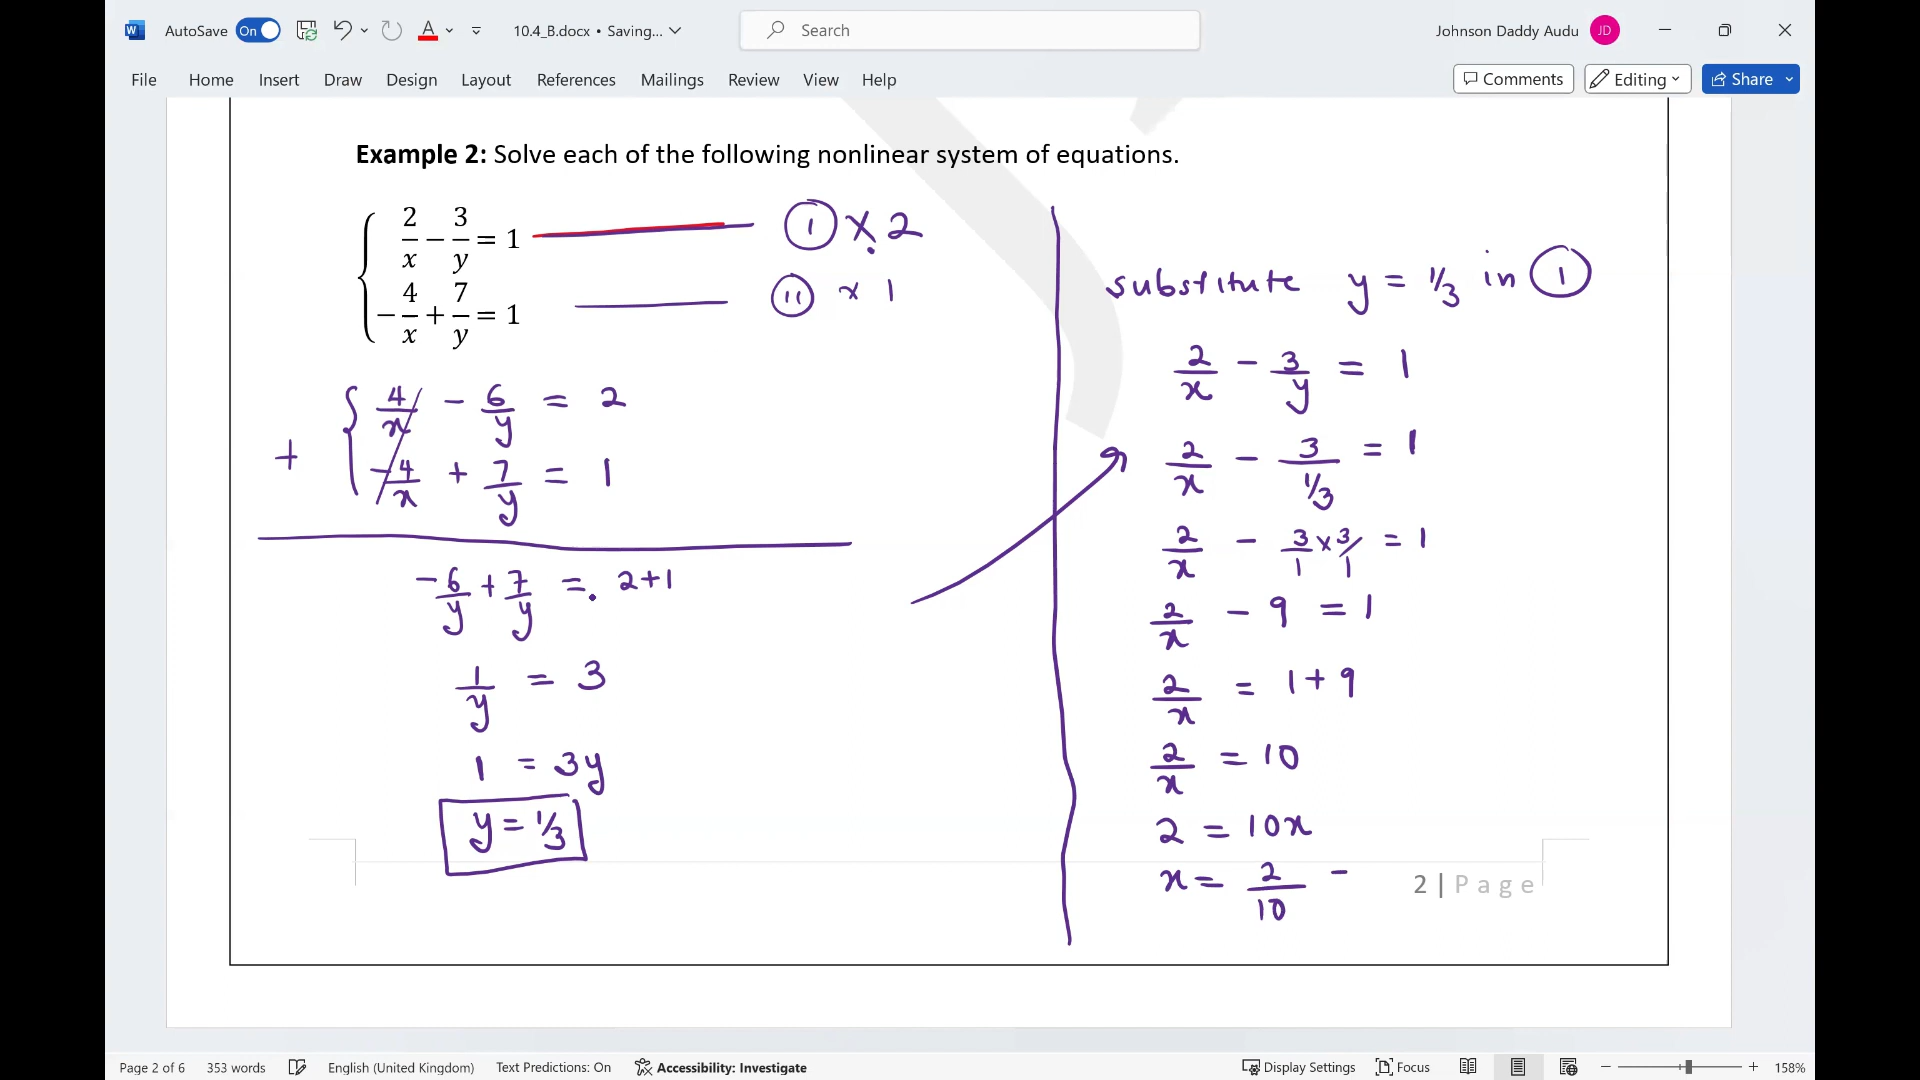 AutoSave On 10.4_B.docx • Saving... Search Johnson Daddy Audu JD
File Home Insert Draw Design Layout References Mailings Review View Help Comments Editing Share
Example 2: Solve each of the following nonlinear system of equations.
2/x − 3/y = 1 ① × 2
−4/x + 7/y = 1 ⑪ × 1
4/x − 6/y = 2
+
−4/x + 7/y = 1
−6/y + 7/y = 2+1
1/y = 3
1 = 3y
y = 1/3
substitute y = 1/3 in ①
2/x − 3/y = 1
2/x − 3/1/3 = 1
2/x − 3/1 × 3/1 = 1
2/x − 9 = 1
2/x = 1+9
2/x = 10
2 = 10x
x = 2/10 −
2 | Page
Page 2 of 6 353 words English (United Kingdom) Text Predictions: On Accessibility: Investigate Display Settings Focus − + 158%